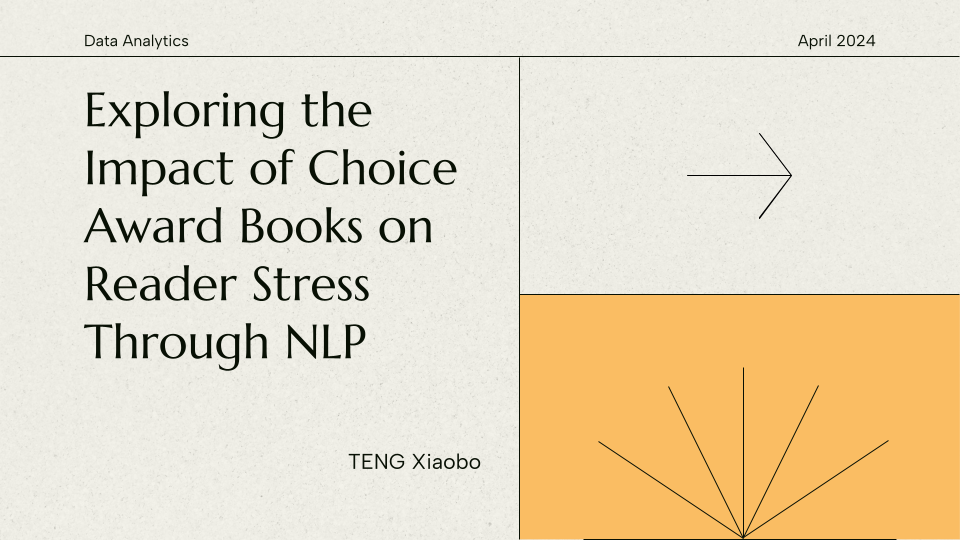 Data Analytics
April 2024
Exploring the
Impact of Choice
Award Books on
Reader Stress
Through NLP
TENG Xiaobo